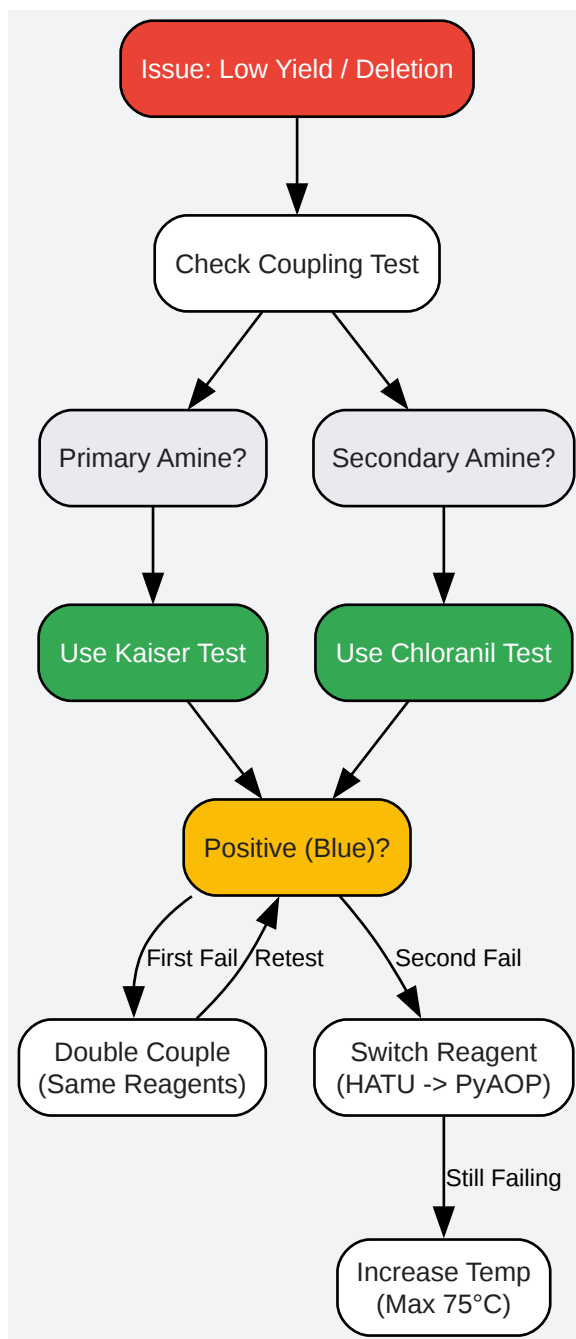 Issue: Low Yield / Deletion
Check Coupling Test
Primary Amine?
Secondary Amine?
Use Kaiser Test
Use Chloranil Test
Positive (Blue)?
First Fail
Retest
Second Fail
Double Couple
(Same Reagents)
Switch Reagent
(HATU -> PyAOP)
Still Failing
Increase Temp
(Max 75°C)